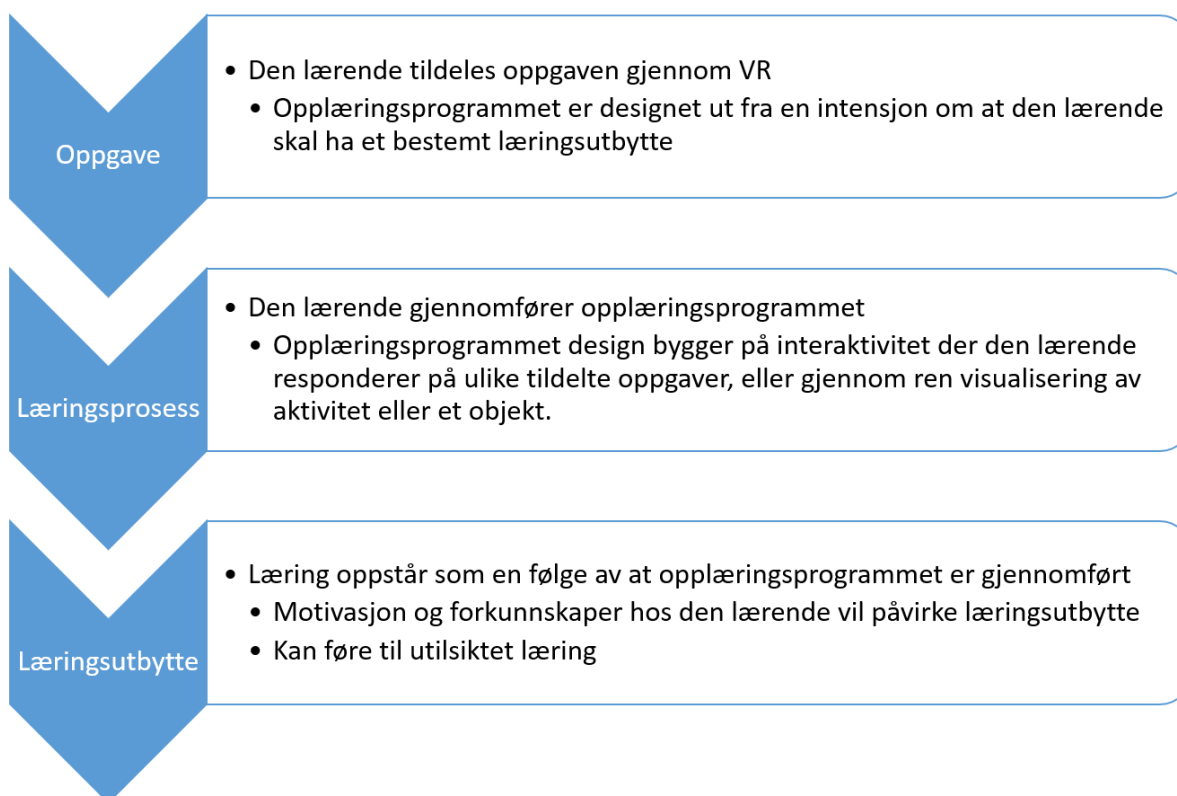 Oppgave
• Den lærende tildeles oppgaven gjennom VR
• Opplæringsprogrammet er designet ut fra en intensjon om at den lærende
skal ha et bestemt læringsutbytte
Læringsprosess
• Den lærende gjennomfører opplæringsprogrammet
• Opplæringsprogrammet design bygger på interaktivitet der den lærende
responderer på ulike tildelte oppgaver, eller gjennom ren visualisering av
aktivitet eller et objekt.
Læringsutbytte
• Læring oppstår som en følge av at opplæringsprogrammet er gjennomført
• Motivasjon og forkunnskaper hos den lærende vil påvirke læringsutbytte
• Kan føre til utilsiktet læring